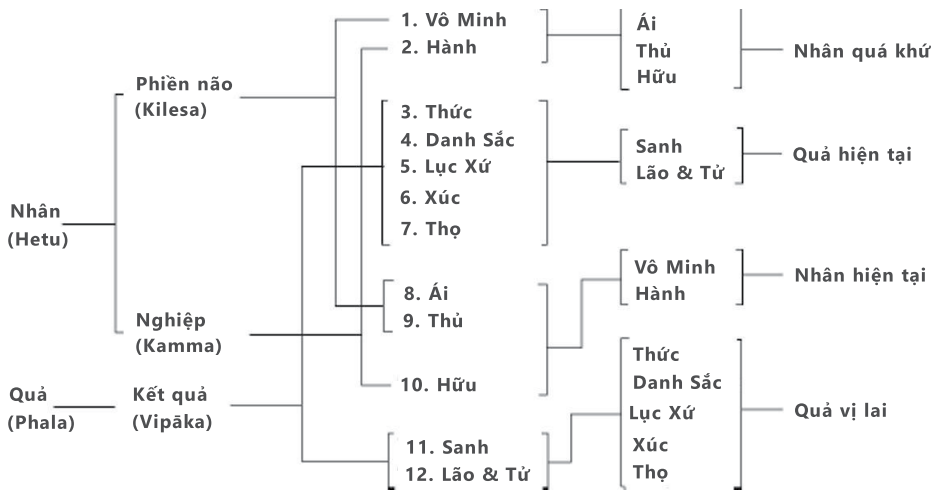 Nhân
(Hetu)
Quả
(Phala)
Phiền não
(Kilesa)
Nghiệp
(Kamma)
Kết quả
(Vipāka)
1. Vô Minh
2. Hành
3. Thức
4. Danh Sắc
5. Lục Xứ
6. Xúc
7. Thọ
8. Ái
9. Thủ
10. Hữu
11. Sanh
12. Lão & Tử
Ái
Thủ
Hữu
Sanh
Lão & Tử
Vô Minh
Hành
Thức
Danh Sắc
Lục Xứ
Xúc
Thọ
Nhân quá khứ
Quả hiện tại
Nhân hiện tại
Quả vị lai